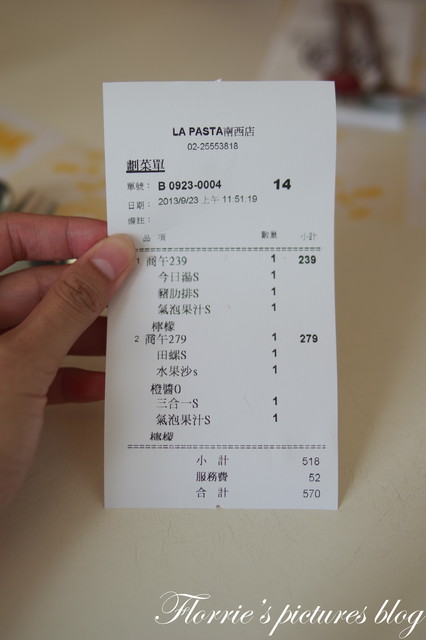 LA PASTA南西店
02-25553818
劃菜單
單號： B 0923-0004 14
日期： 2013/9/23 上午 11:51:19
備註：
品 項 數量 小計
1 商午239 1 239
今日湯S 1
豬肋排S 1
氣泡果汁S 1
檸檬
2 商午279 1 279
田螺S 1
水果沙s 1
橙醬O
三合一S 1
氣泡果汁S 1
檸檬
小 計 518
服務費 52
合 計 570
Florrie's pictures blog